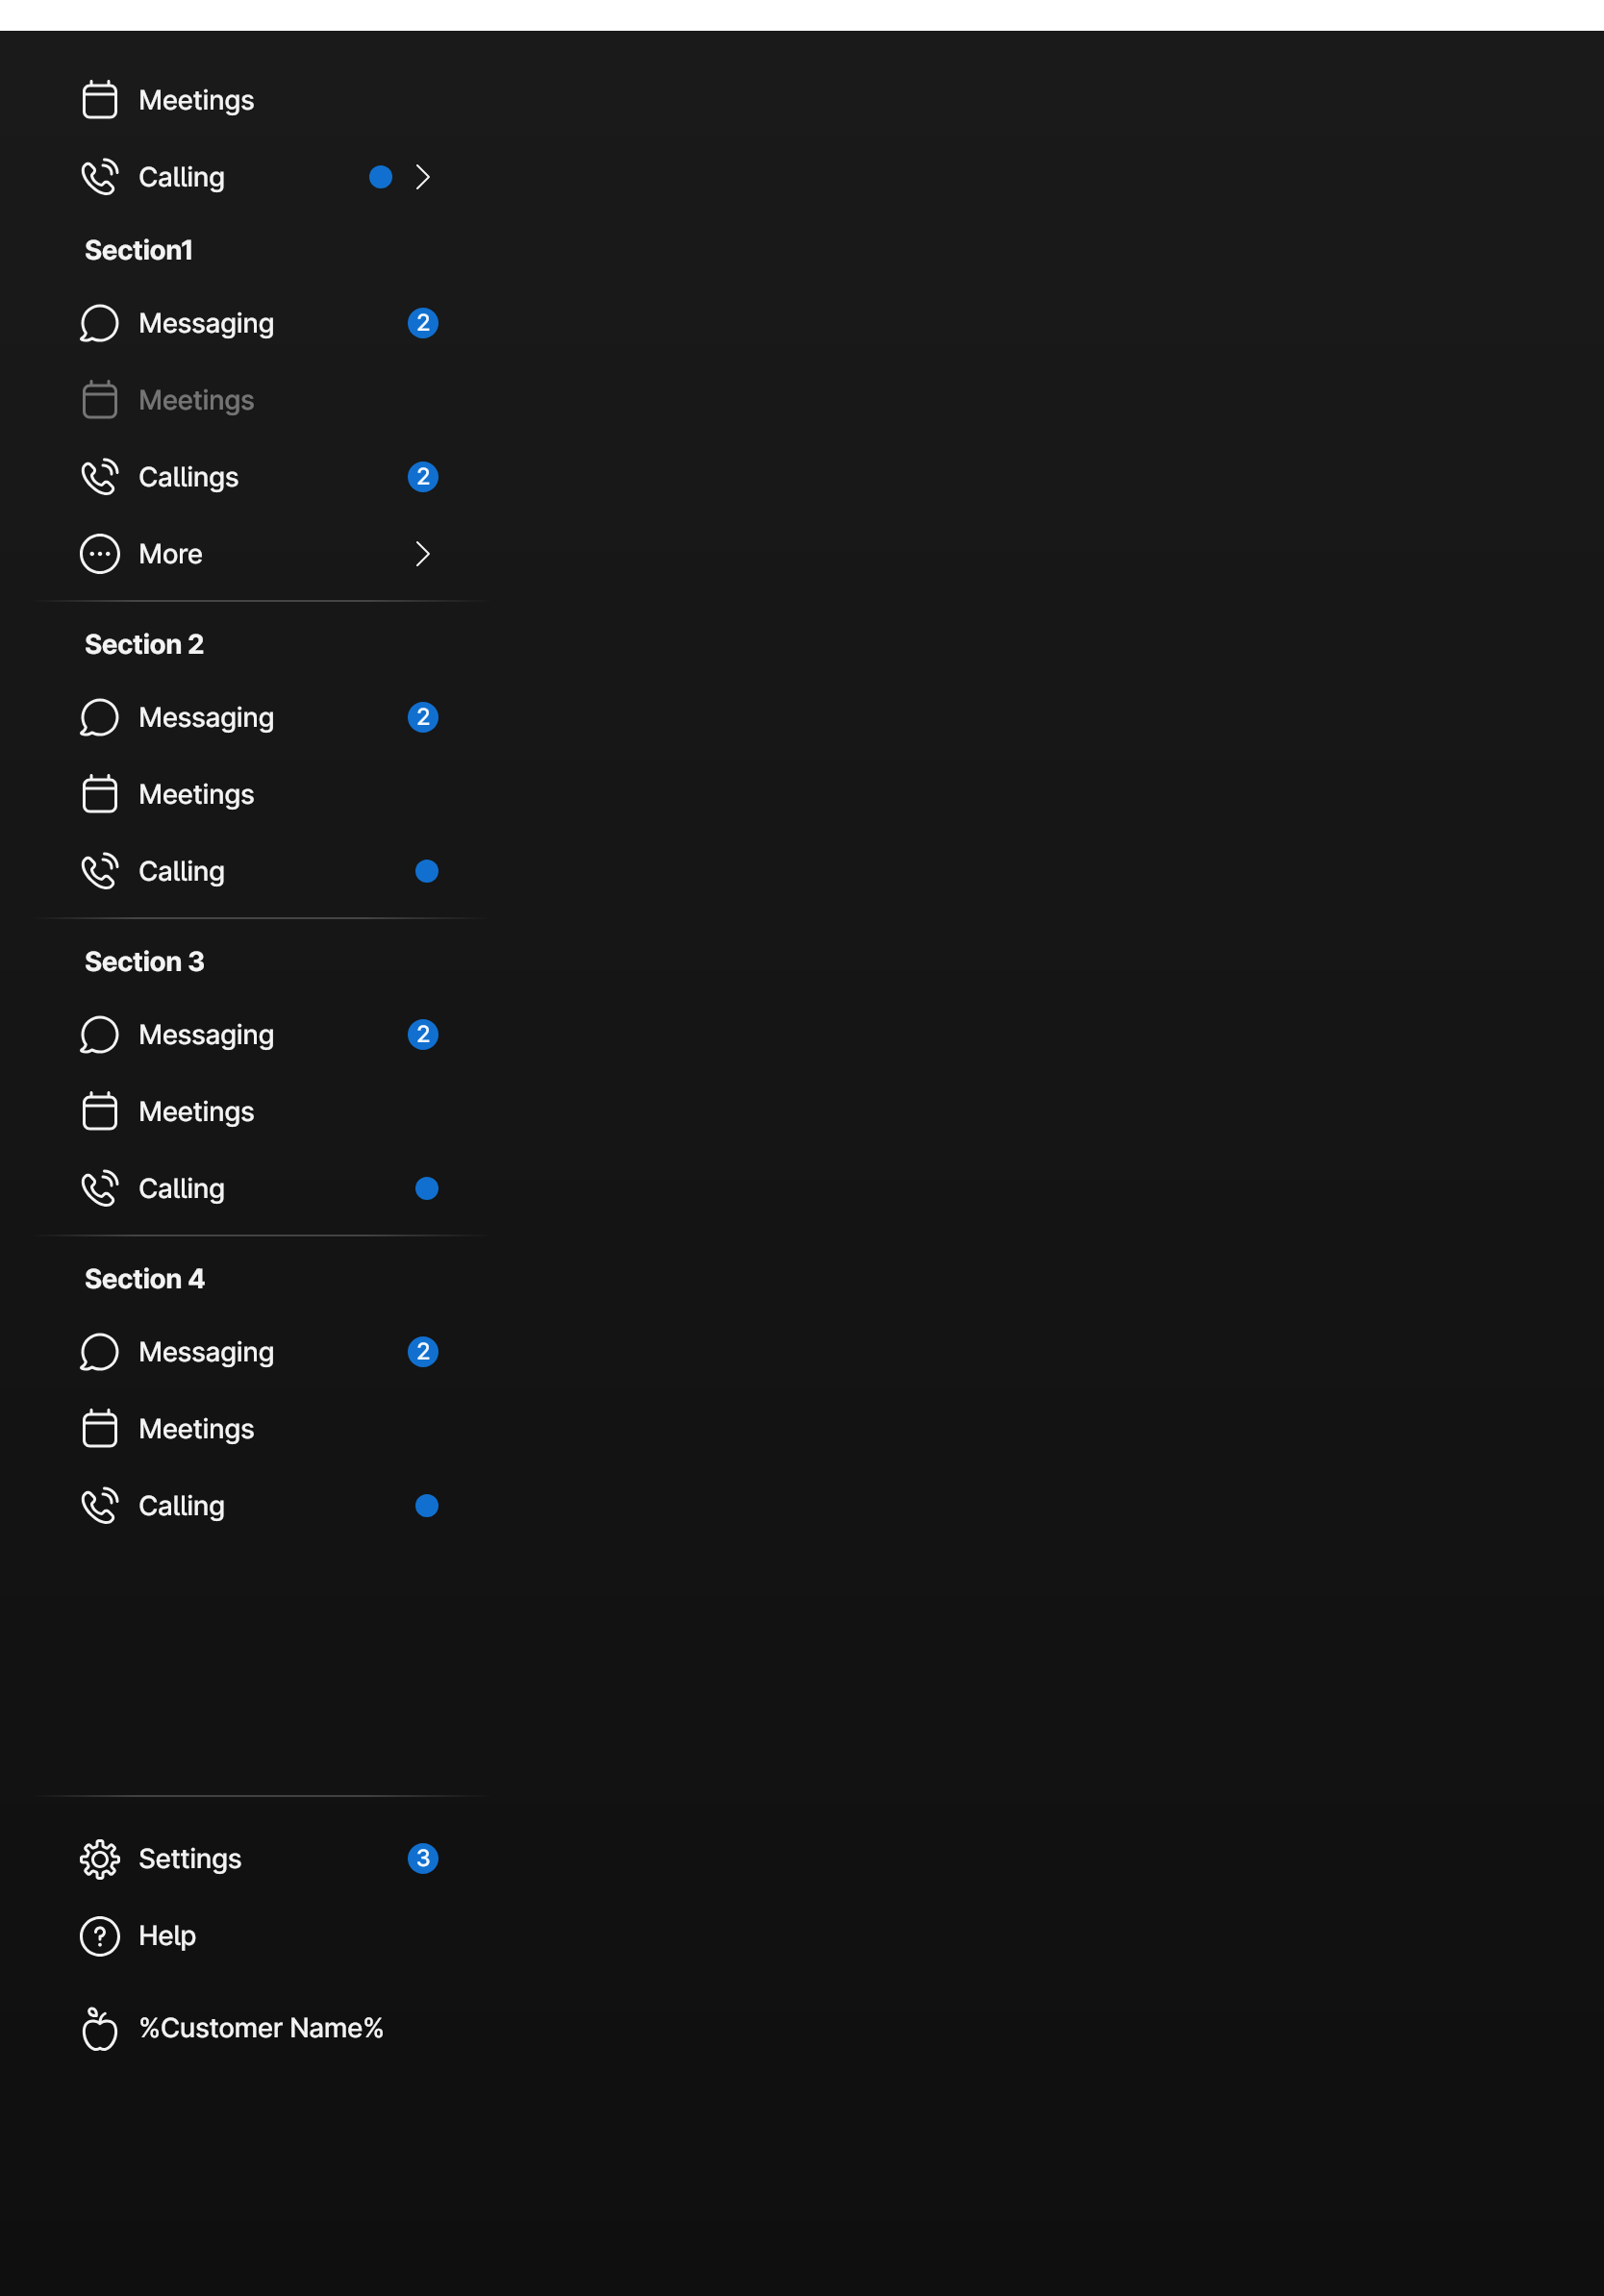 Meetings
Calling
Section1
Messaging 2
Meetings
Callings 2
More
Section 2
Messaging 2
Meetings
Calling
Section 3
Messaging 2
Meetings
Calling
Section 4
Messaging 2
Meetings
Calling
Settings 3
Help
%Customer Name%